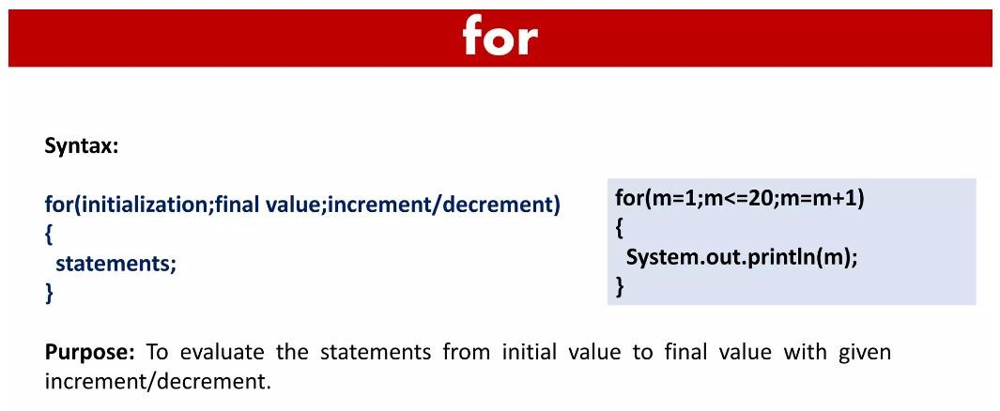 for
Syntax:
for(initialization;final value;increment/decrement)
{
statements;
}
for(m=1;m<=20;m=m+1)
{
System.out.println(m);
}
Purpose: To evaluate the statements from initial value to final value with given
increment/decrement.